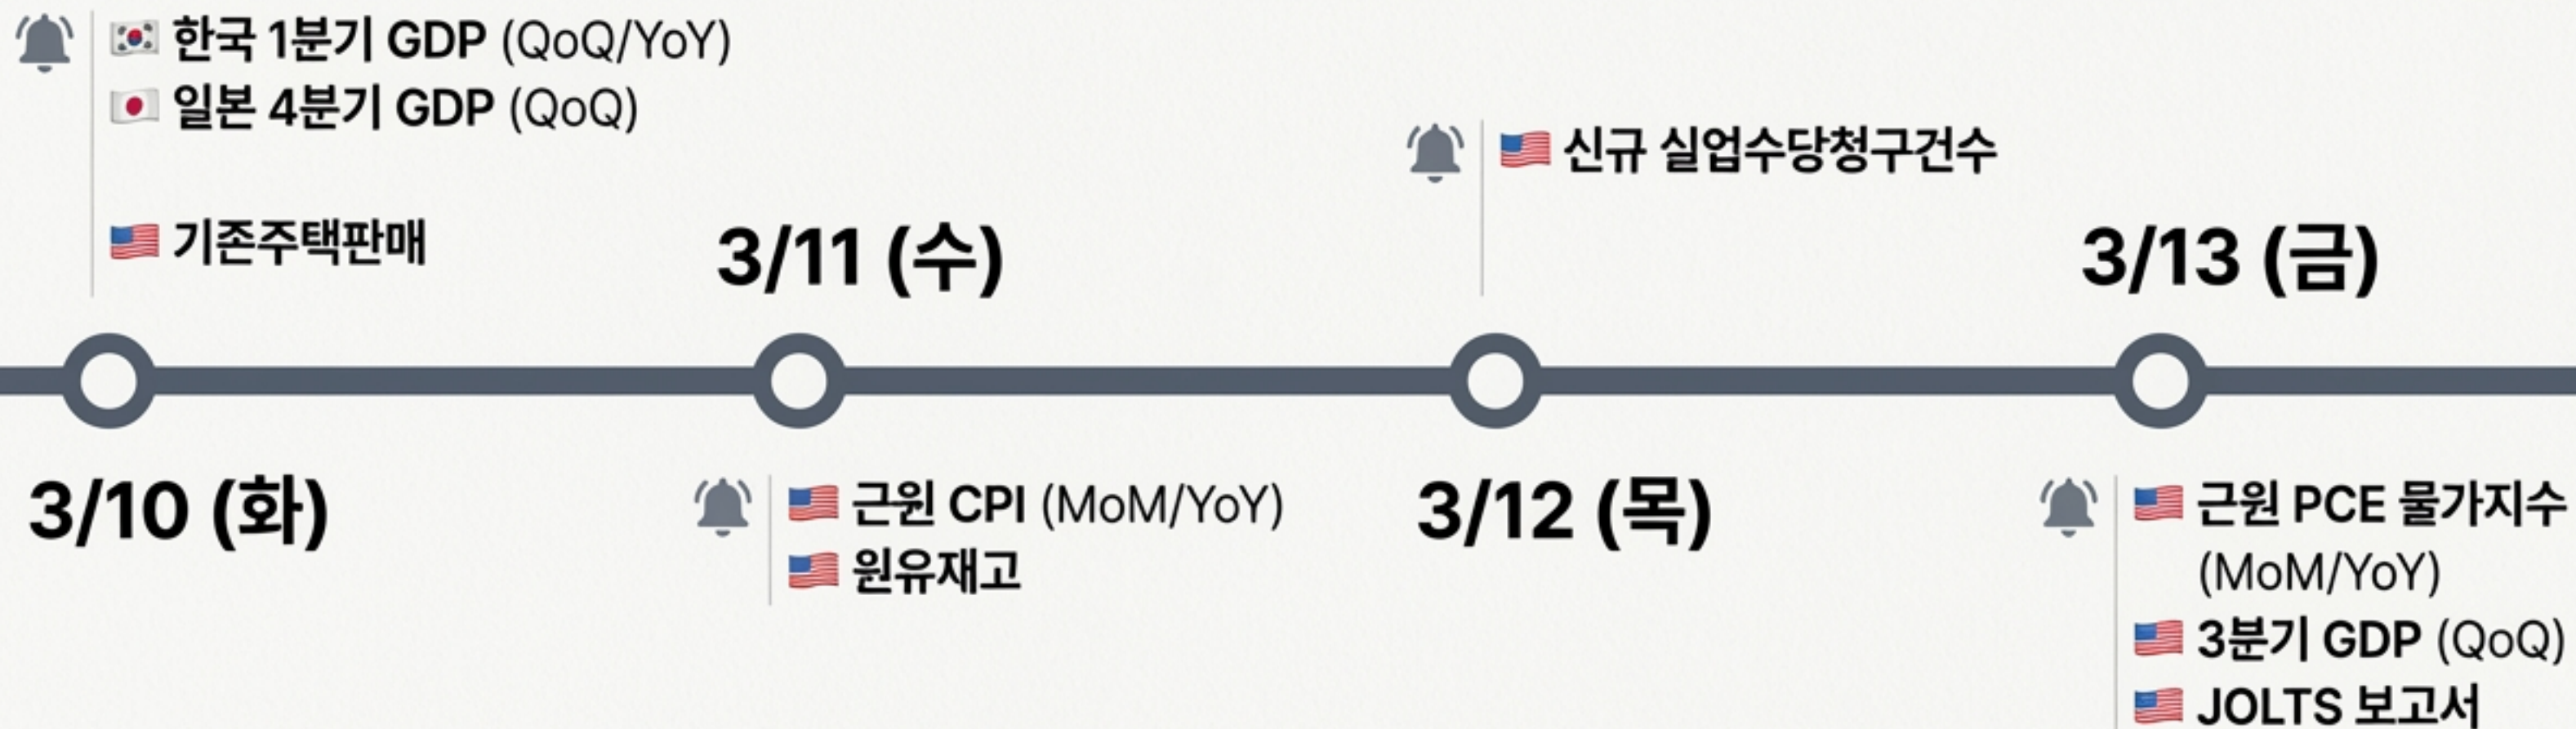 한국 1분기 GDP (QoQ/YoY)
일본 4분기 GDP (QoQ)
기존주택판매
3/10 (화)
3/11 (수)
근원 CPI (MoM/YoY)
원유재고
신규 실업수당청구건수
3/12 (목)
3/13 (금)
근원 PCE 물가지수
(MoM/YoY)
3분기 GDP (QoQ)
JOLTS 보고서